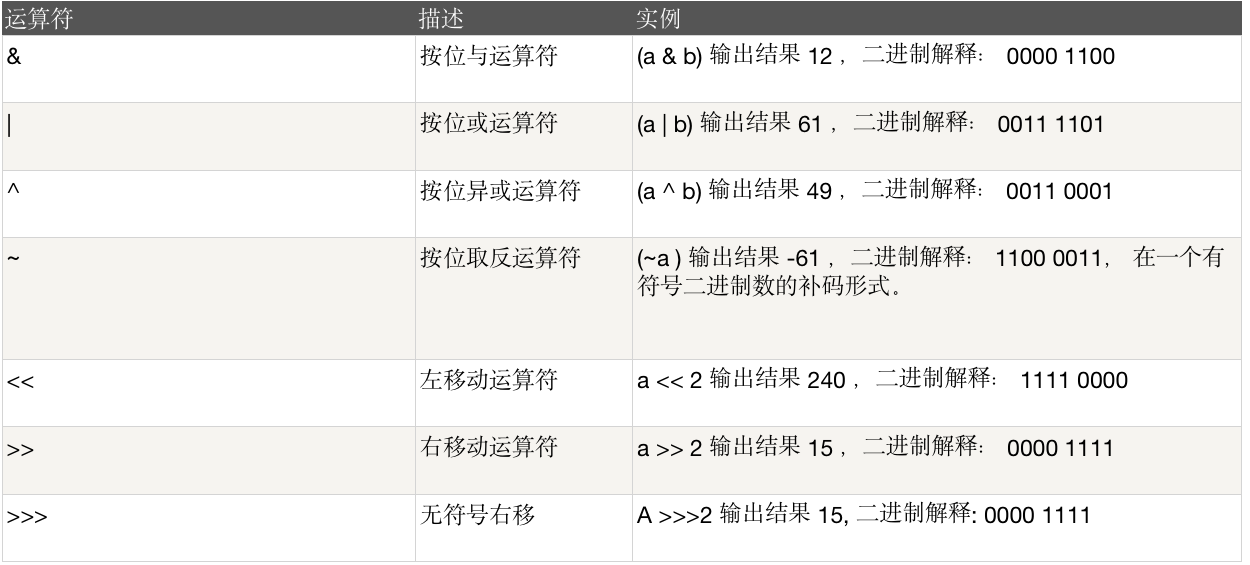 运算符 描述 实例
& 按位与运算符 (a & b) 输出结果 12 ，二进制解释： 0000 1100
| 按位或运算符 (a | b) 输出结果 61 ，二进制解释： 0011 1101
^ 按位异或运算符 (a ^ b) 输出结果 49 ，二进制解释： 0011 0001
~ 按位取反运算符 (~a ) 输出结果 -61 ，二进制解释： 1100 0011， 在一个有
符号二进制数的补码形式。
<< 左移动运算符 a << 2 输出结果 240 ，二进制解释： 1111 0000
>> 右移动运算符 a >> 2 输出结果 15 ，二进制解释： 0000 1111
>>> 无符号右移 A >>>2 输出结果 15, 二进制解释: 0000 1111